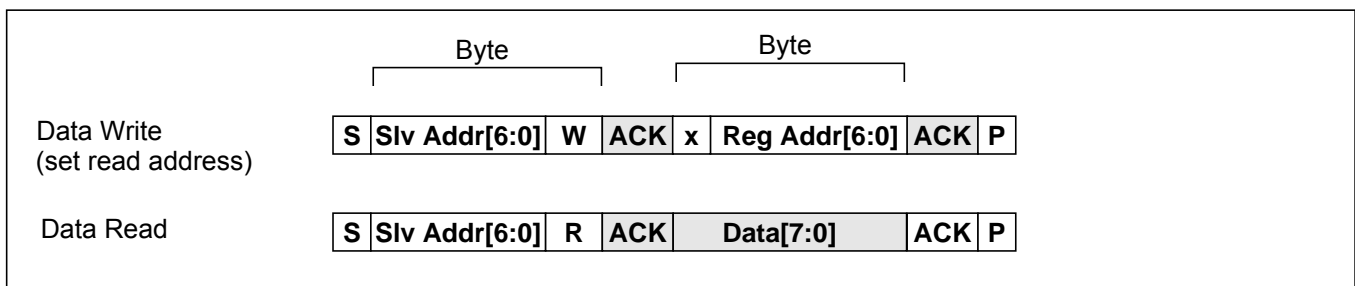 Byte Byte
Data Write
(set read address)
S Slv Addr[6:0] W ACK x Reg Addr[6:0] ACK P
Data Read
S Slv Addr[6:0] R ACK Data[7:0] ACK P